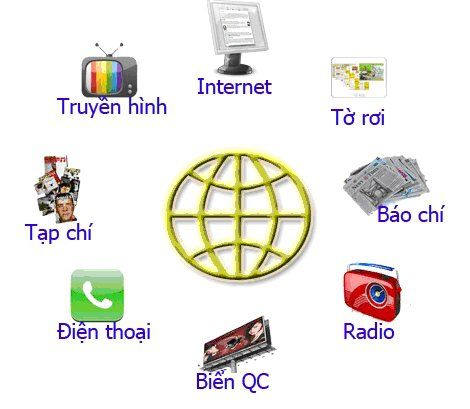 Internet
Truyền hình
Tờ rơi
Tạp chí
Báo chí
Điện thoại
Radio
Biển QC